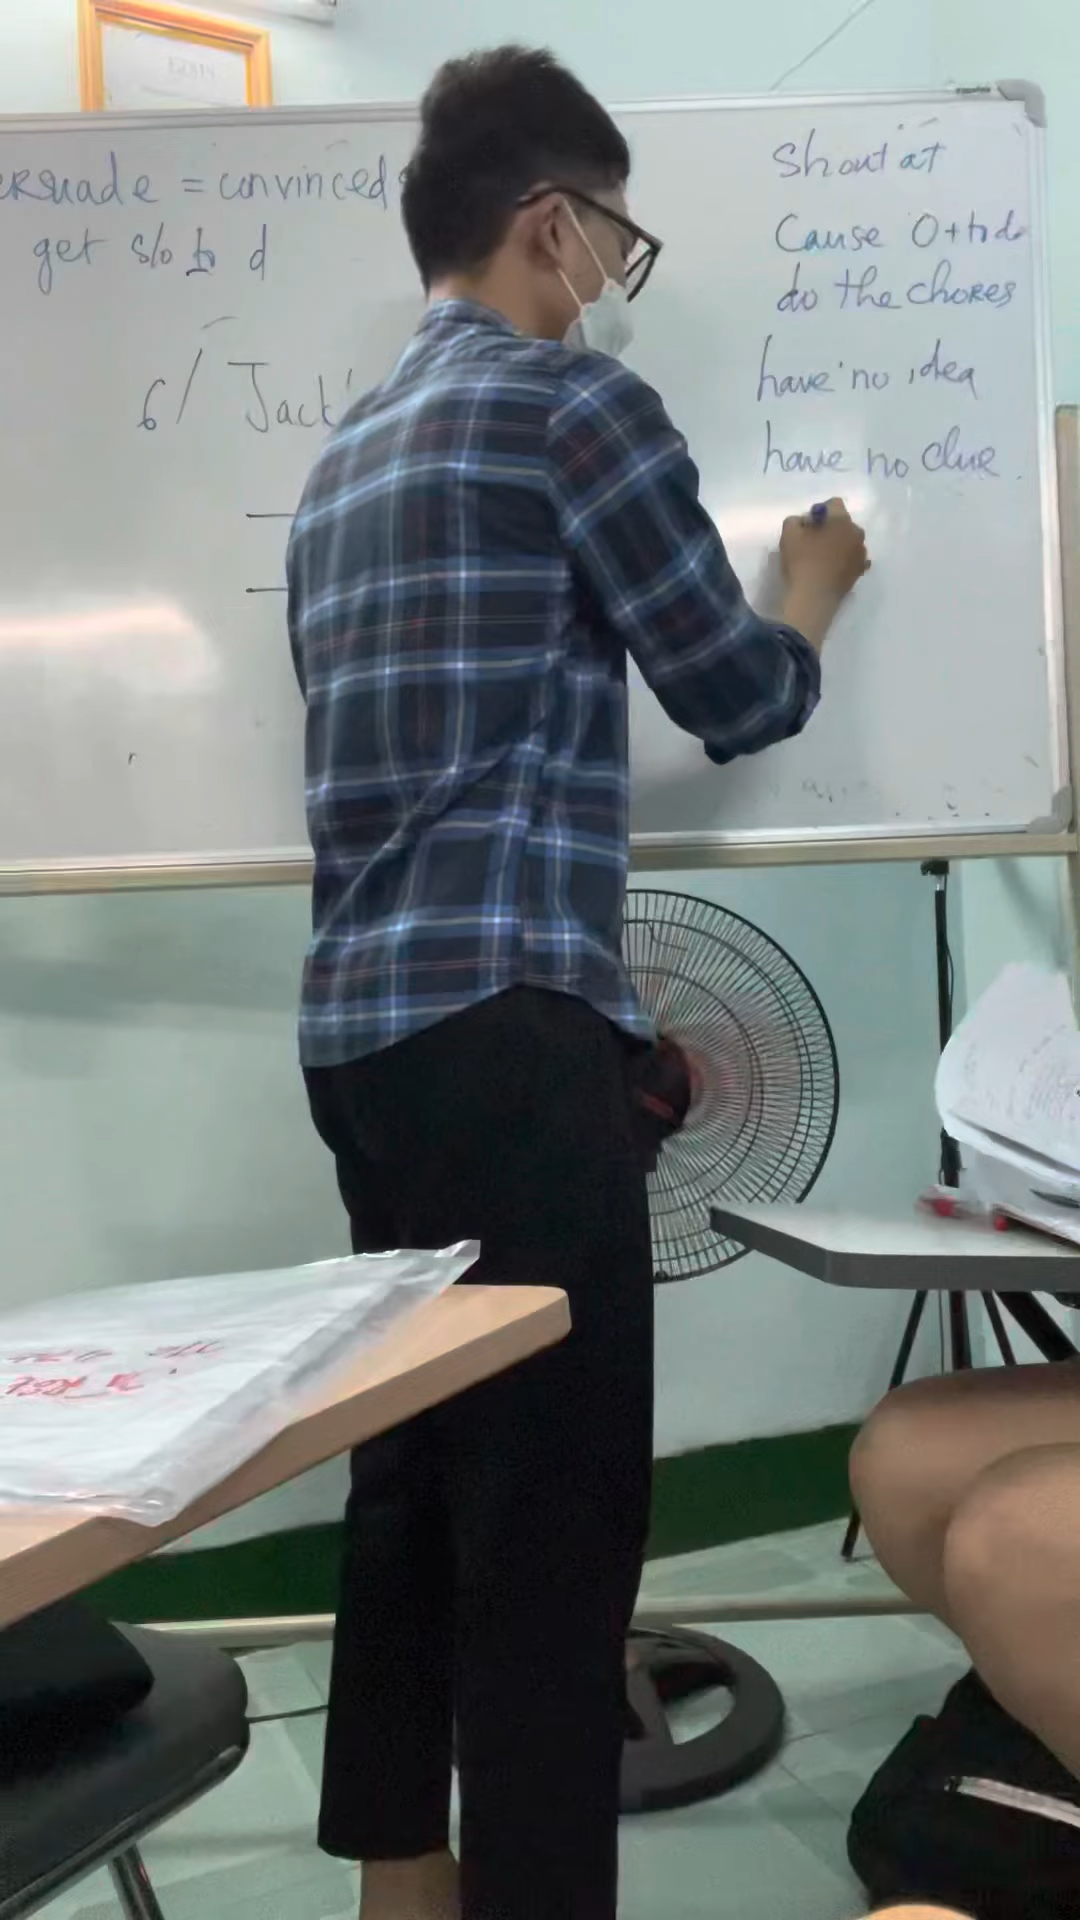 ersuade = convinced
get s/o to d
6/ Jack'
shout at
Cause O + to do
do the chores
have no idea
have no clue